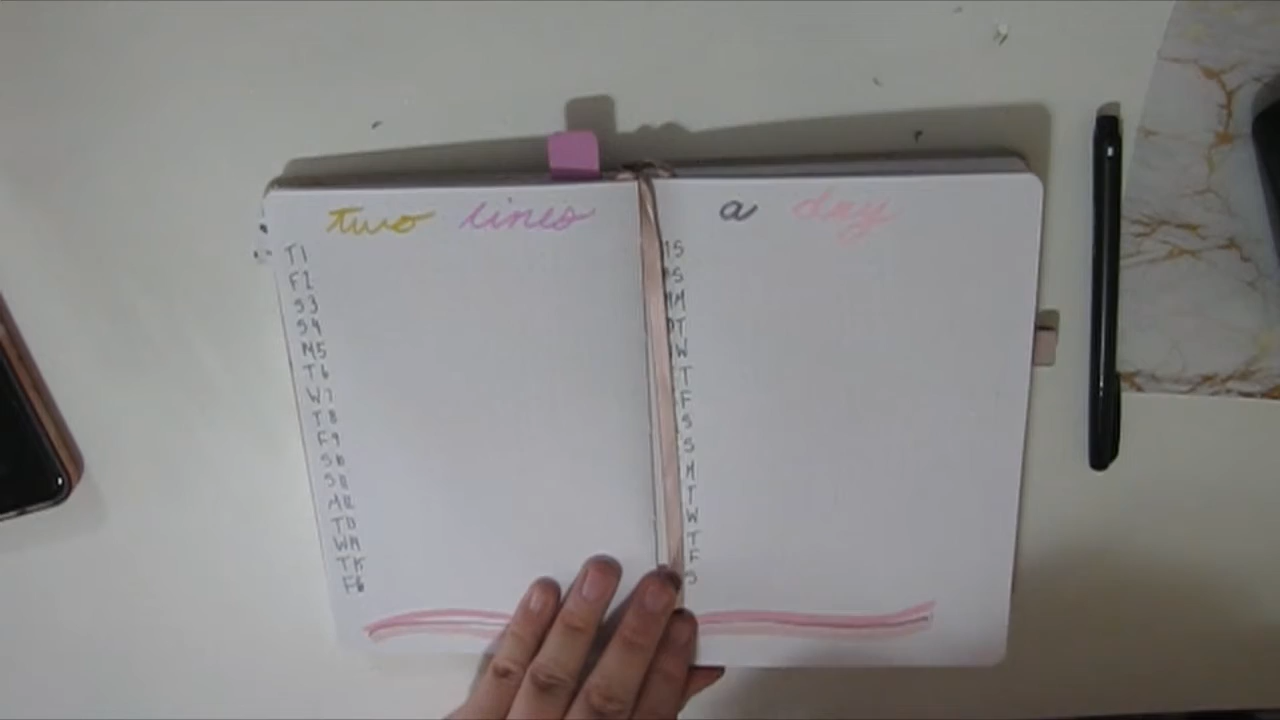 two lines a day
T1
F2
S3
S4
M5
T6
W7
T8
F9
S10
S11
M12
T13
W14
T15
F16
S
S
M
T
W
T
F
S
S
M
T
W
T
F
S